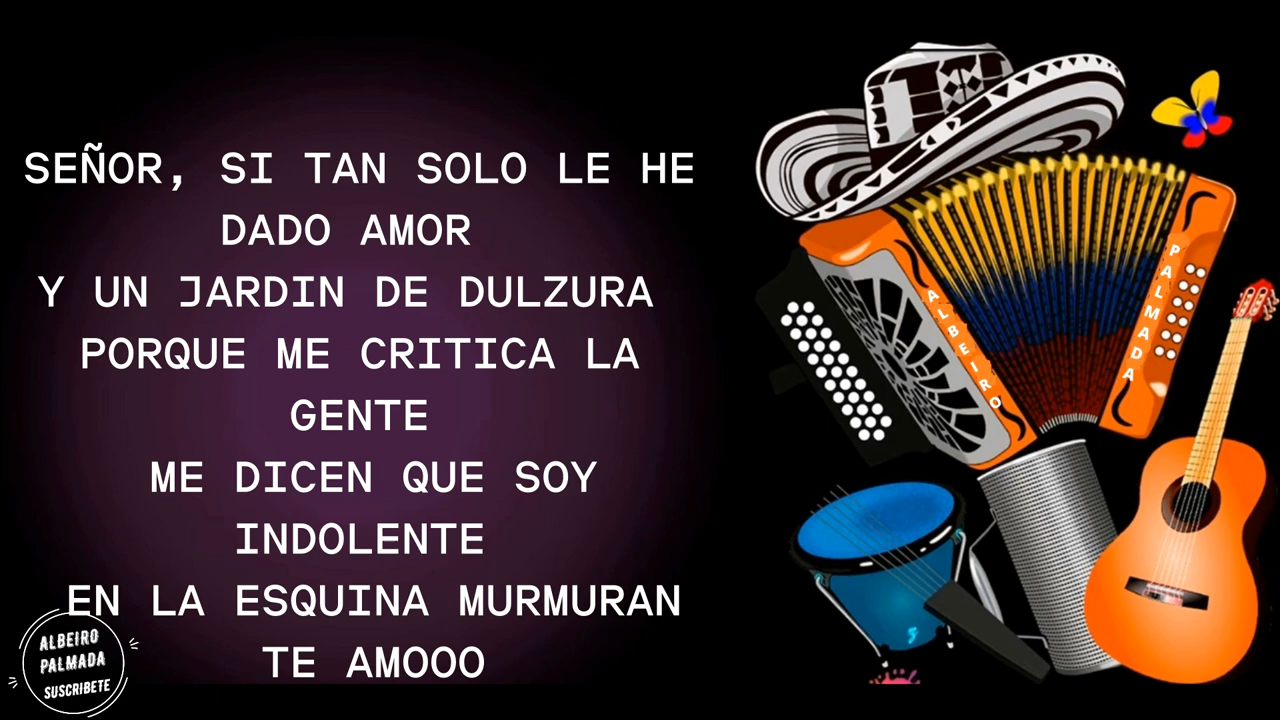 SEÑOR, SI TAN SOLO LE HE
DADO AMOR
Y UN JARDIN DE DULZURA
PORQUE ME CRITICA LA
GENTE
ME DICEN QUE SOY
INDOLENTE
EN LA ESQUINA MURMURAN
TE AMOOO
ALBEIRO
PALMADA
SUSCRIBETE
ALBEIRO
PALMADA